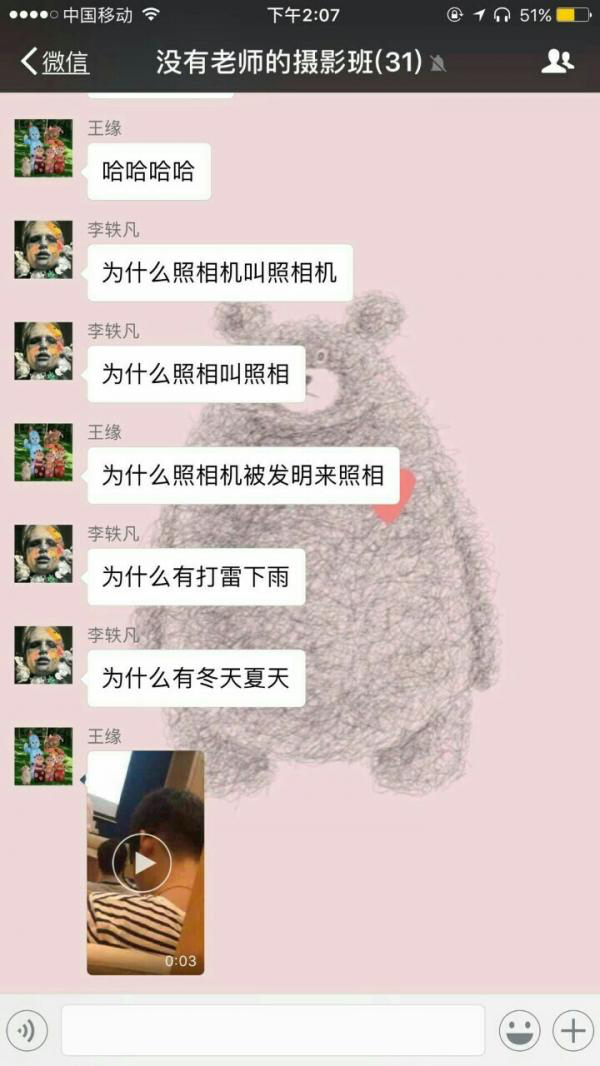 中国移动 下午2:07 51%
微信 没有老师的摄影班(31)
王缘
哈哈哈哈
李轶凡
为什么照相机叫照相机
李轶凡
为什么照相叫照相
王缘
为什么照相机被发明来照相
李轶凡
为什么有打雷下雨
李轶凡
为什么有冬天夏天
王缘
0:03